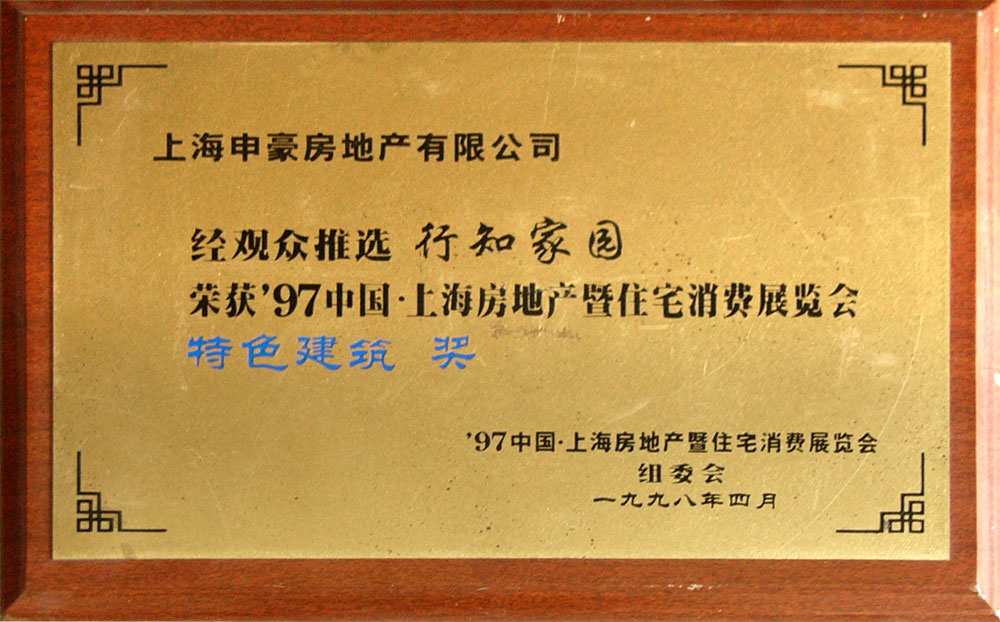 上海申豪房地产有限公司
经观众推选 行知家园
荣获'97中国·上海房地产暨住宅消费展览会
特色建筑 奖
'97中国·上海房地产暨住宅消费展览会
组委会
一九九八年四月